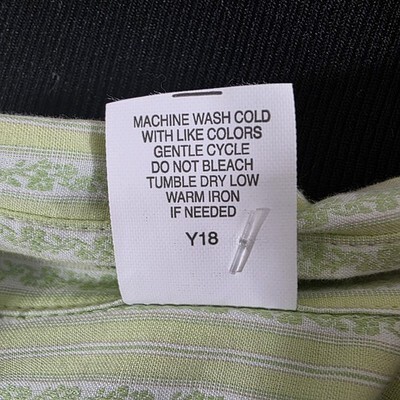 MACHINE WASH COLD
WITH LIKE COLORS
GENTLE CYCLE
DO NOT BLEACH
TUMBLE DRY LOW
WARM IRON
IF NEEDED
Y18